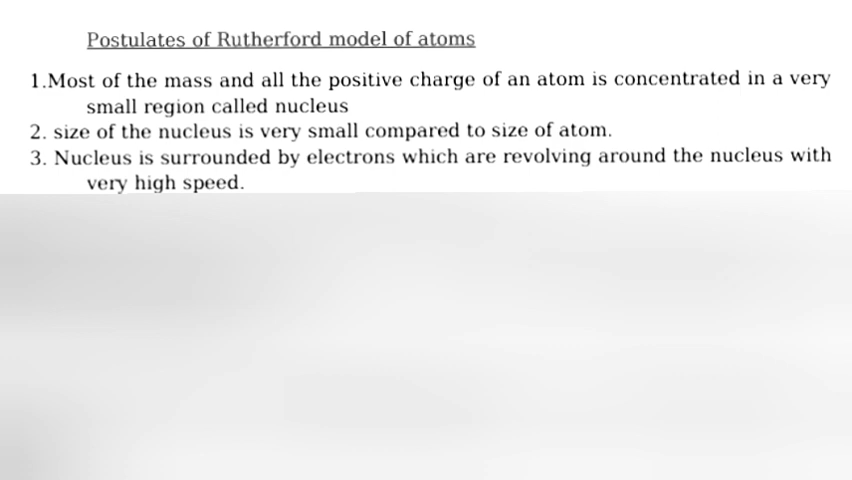 Postulates of Rutherford model of atoms
1.Most of the mass and all the positive charge of an atom is concentrated in a very
small region called nucleus
2. size of the nucleus is very small compared to size of atom.
3. Nucleus is surrounded by electrons which are revolving around the nucleus with
very high speed.